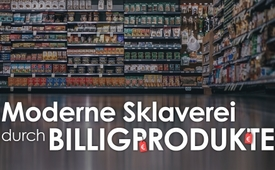 Moderne Sklaverei
durch BILLIGPRODUKTE